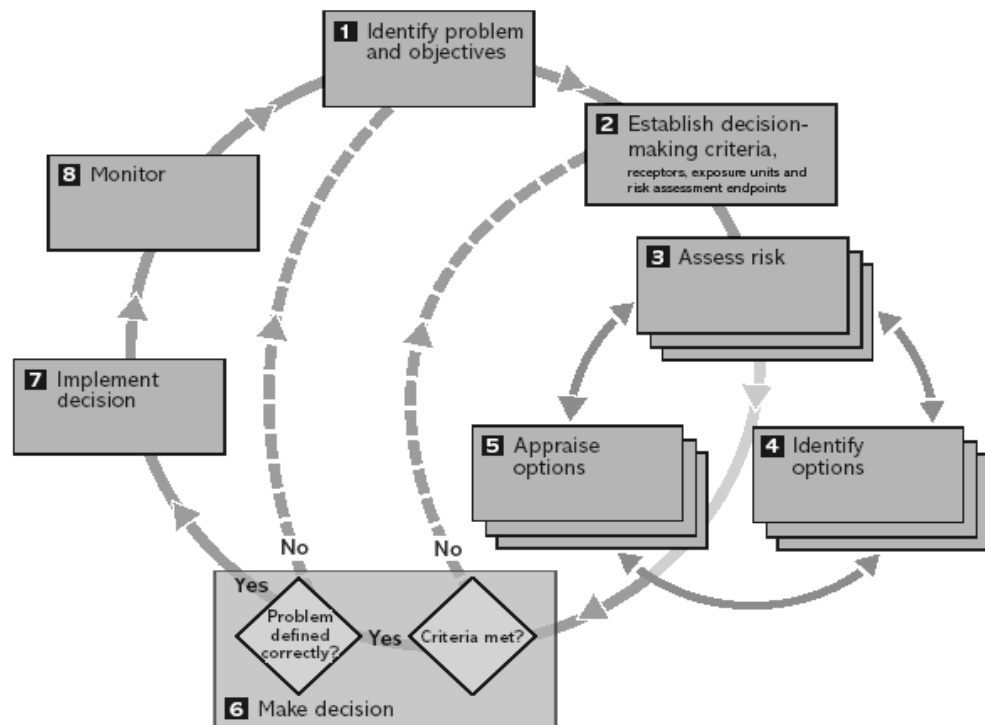 1 Identify problem
and objectives
2 Establish decision-
making criteria,
receptors, exposure units and
risk assessment endpoints
3 Assess risk
4 Identify
options
5 Appraise
options
No
No
Yes
Criteria met?
Yes
Problem
defined
correctly?
6 Make decision
7 Implement
decision
8 Monitor